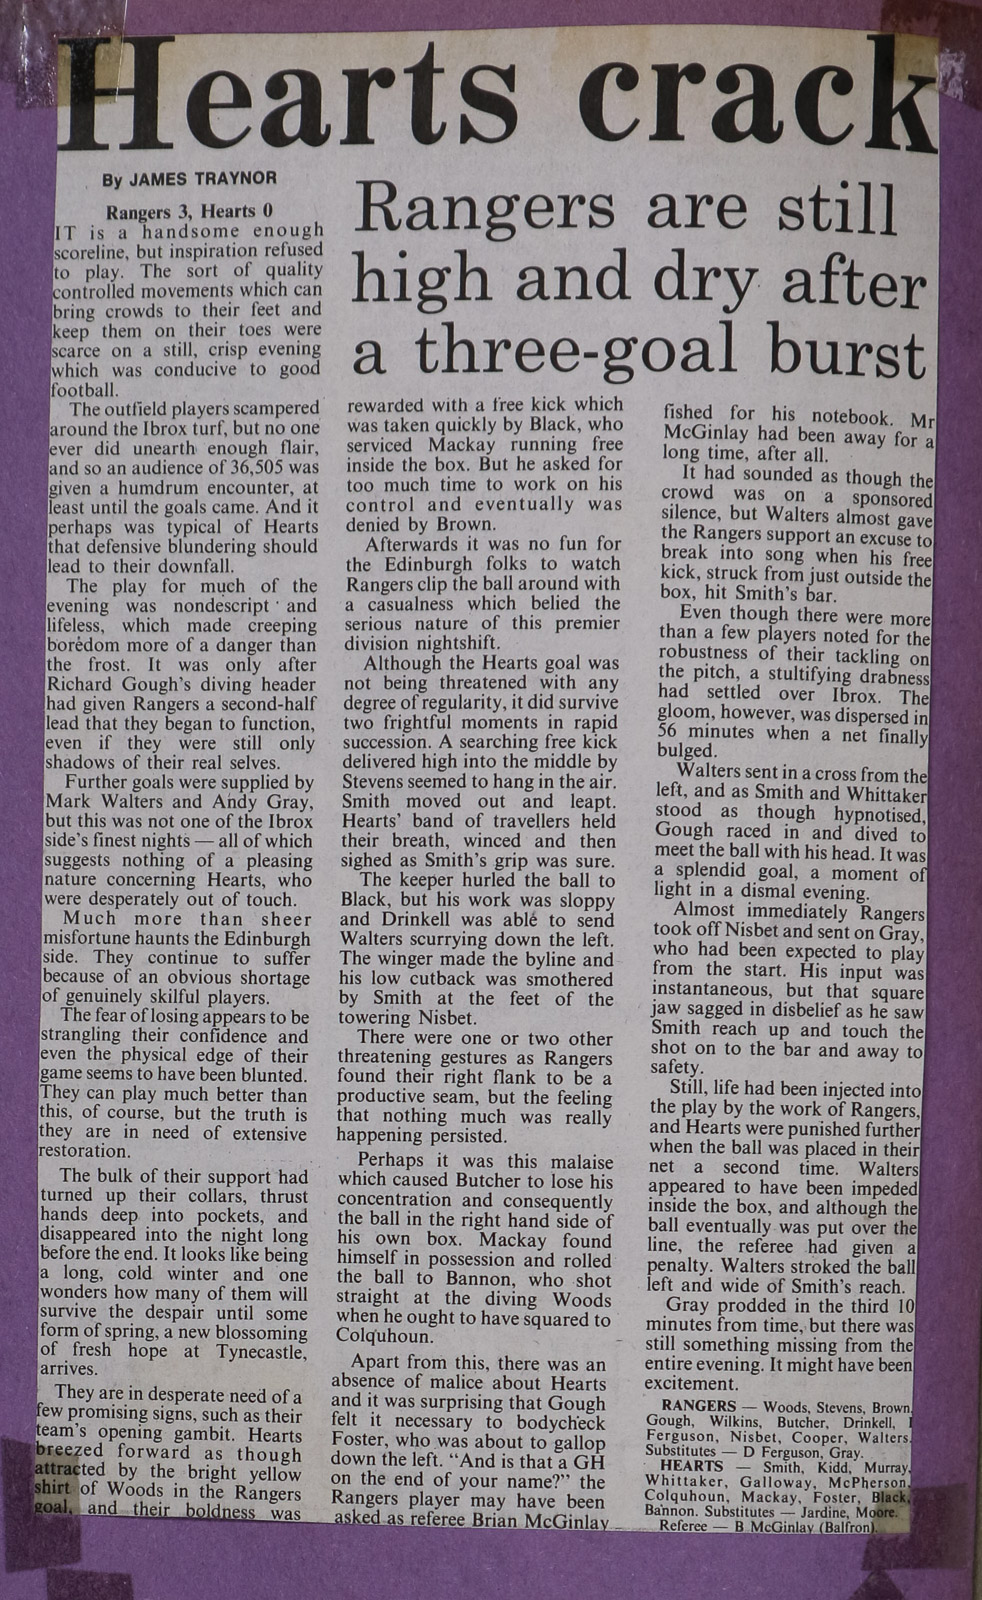 Hearts crack
By JAMES TRAYNOR
Rangers are still
high and dry after
a three-goal burst
Rangers 3, Hearts 0
IT is a handsome enough
scoreline, but inspiration refused
to play. The sort of quality
controlled movements which can
bring crowds to their feet and
keep them on their toes were
scarce on a still, crisp evening
which was conducive to good
football.
The outfield players scampered
around the Ibrox turf, but no one
ever did unearth enough flair,
and so an audience of 36,505 was
given a humdrum encounter, at
least until the goals came. And it
perhaps was typical of Hearts
that defensive blundering should
lead to their downfall.
The play for much of the
evening was nondescript and
lifeless, which made creeping
boredom more of a danger than
the frost. It was only after
Richard Gough's diving header
had given Rangers a second-half
lead that they began to function,
even if they were still only
shadows of their real selves.
Further goals were supplied by
Mark Walters and Andy Gray,
but this was not one of the Ibrox
side's finest nights — all of which
suggests nothing of a pleasing
nature concerning Hearts, who
were desperately out of touch.
Much more than sheer
misfortune haunts the Edinburgh
side. They continue to suffer
because of an obvious shortage
of genuinely skilful players.
The fear of losing appears to be
strangling their confidence and
even the physical edge of their
game seems to have been blunted.
They can play much better than
this, of course, but the truth is
they are in need of extensive
restoration.
The bulk of their support had
turned up their collars, thrust
hands deep into pockets, and
disappeared into the night long
before the end. It looks like being
a long, cold winter and one
wonders how many of them will
survive the despair until some
form of spring, a new blossoming
of fresh hope at Tynecastle,
arrives.
They are in desperate need of a
few promising signs, such as their
team's opening gambit. Hearts
breezed forward as though
attracted by the bright yellow
shirt of Woods in the Rangers
goal, and their boldness was
rewarded with a free kick which
was taken quickly by Black, who
serviced Mackay running free
inside the box. But he asked for
too much time to work on his
control and eventually was
denied by Brown.
Afterwards it was no fun for
the Edinburgh folks to watch
Rangers clip the ball around with
a casualness which belied the
serious nature of this premier
division nightshift.
Although the Hearts goal was
not being threatened with any
degree of regularity, it did survive
two frightful moments in rapid
succession. A searching free kick
delivered high into the middle by
Stevens seemed to hang in the air.
Smith moved out and leapt.
Hearts' band of travellers held
their breath, winced and then
sighed as Smith's grip was sure.
The keeper hurled the ball to
Black, but his work was sloppy
and Drinkell was able to send
Walters scurrying down the left.
The winger made the byline and
his low cutback was smothered
by Smith at the feet of the
towering Nisbet.
There were one or two other
threatening gestures as Rangers
found their right flank to be a
productive seam, but the feeling
that nothing much was really
happening persisted.
Perhaps it was this malaise
which caused Butcher to lose his
concentration and consequently
the ball in the right hand side of
his own box. Mackay found
himself in possession and rolled
the ball to Bannon, who shot
straight at the diving Woods
when he ought to have squared to
Colquhoun.
Apart from this, there was an
absence of malice about Hearts
and it was surprising that Gough
felt it necessary to bodycheck
Foster, who was about to gallop
down the left. "And is that a GH
on the end of your name?" the
Rangers player may have been
asked as referee Brian McGinlay
fished for his notebook. Mr
McGinlay had been away for a
long time, after all.
It had sounded as though the
crowd was on a sponsored
silence, but Walters almost gave
the Rangers support an excuse to
break into song when his free
kick, struck from just outside the
box, hit Smith's bar.
Even though there were more
than a few players noted for the
robustness of their tackling on
the pitch, a stultifying drabness
had settled over Ibrox. The
gloom, however, was dispersed in
56 minutes when a net finally
bulged.
Walters sent in a cross from the
left, and as Smith and Whittaker
stood as though hypnotised,
Gough raced in and dived to
meet the ball with his head. It was
a splendid goal, a moment of
light in a dismal evening.
Almost immediately Rangers
took off Nisbet and sent on Gray,
who had been expected to play
from the start. His input was
instantaneous, but that square
jaw sagged in disbelief as he saw
Smith reach up and touch the
shot on to the bar and away to
safety.
Still, life had been injected into
the play by the work of Rangers,
and Hearts were punished further
when the ball was placed in their
net a second time. Walters
appeared to have been impeded
inside the box, and although the
ball eventually was put over the
line, the referee had given a
penalty. Walters stroked the ball
left and wide of Smith's reach.
Gray prodded in the third 10
minutes from time, but there was
still something missing from the
entire evening. It might have been
excitement.
RANGERS — Woods, Stevens, Brown,
Gough, Wilkins, Butcher, Drinkell,
Ferguson, Nisbet, Cooper, Walters.
Substitutes — D Ferguson, Gray.
HEARTS — Smith, Kidd, Murray,
Whittaker, Galloway, McPherson,
Colquhoun, Mackay, Foster, Black,
Bannon. Substitutes — Jardine, Moore.
Referee — B McGinlay (Balfron).